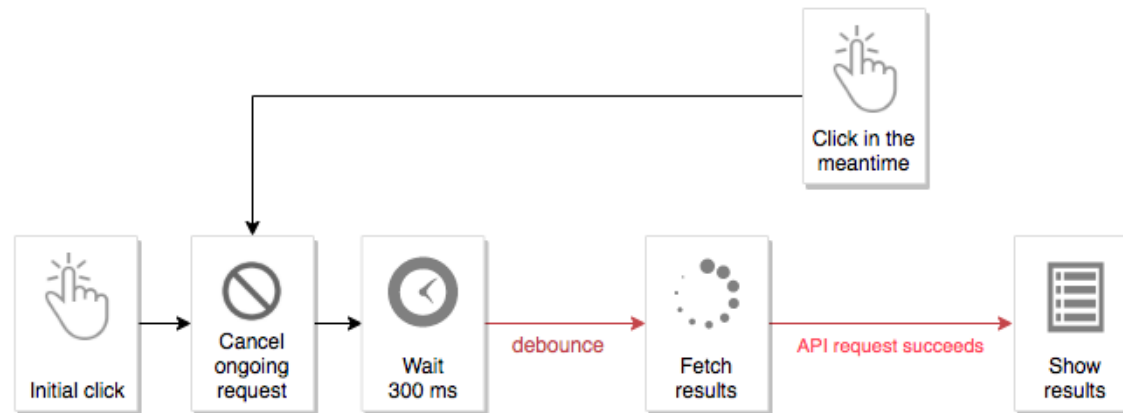 Click in the
meantime
Initial click
Cancel
ongoing
request
Wait
300 ms
debounce
Fetch
results
API request succeeds
Show
results